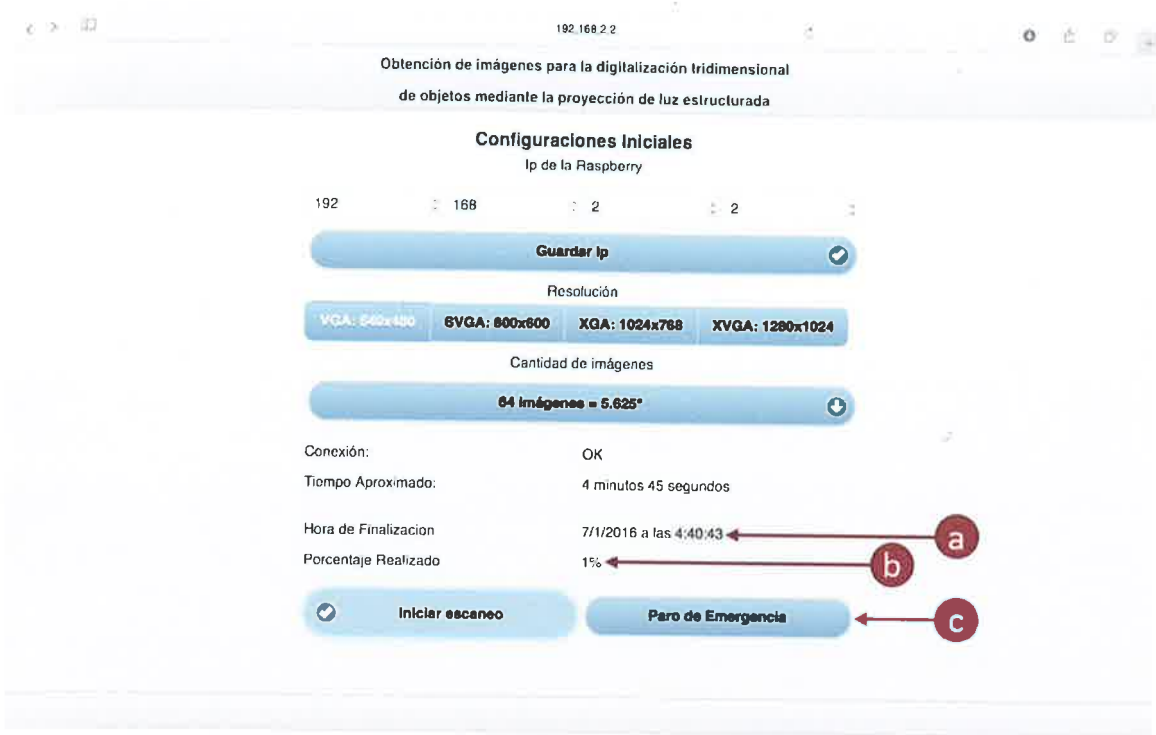 192.168.2.2
Obtención de imágenes para la digitalización tridimensional
de objetos mediante la proyección de luz estructurada
Configuraciones Iniciales
Ip de la Raspberry
192 168 2 2
Guardar Ip
Resolución
VGA: 640x480 SVGA: 800x600 XGA: 1024x768 XVGA: 1280x1024
Cantidad de imágenes
64 imágenes = 5.625°
Conexión: OK
Tiempo Aproximado: 4 minutos 45 segundos
Hora de Finalizacion 7/1/2016 a las 4:40:43 a
Porcentaje Realizado 1% b
Iniciar escaneo Paro de Emergencia c